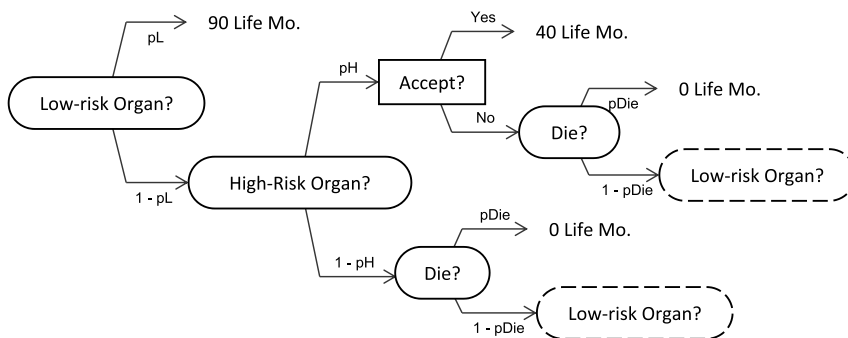 Yes
pL
90 Life Mo.
40 Life Mo.
pH
Accept?
Low-risk Organ?
No
pDie
0 Life Mo.
Die?
1 - pL
High-Risk Organ?
1 - pDie
Low-risk Organ?
pDie
0 Life Mo.
1 - pH
Die?
1 - pDie
Low-risk Organ?